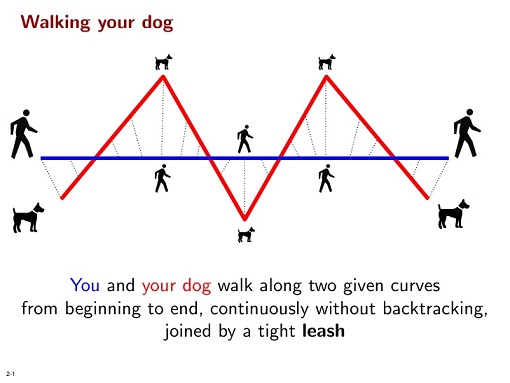 Walking your dog
You and your dog walk along two given curves
from beginning to end, continuously without backtracking,
joined by a tight leash
2-1